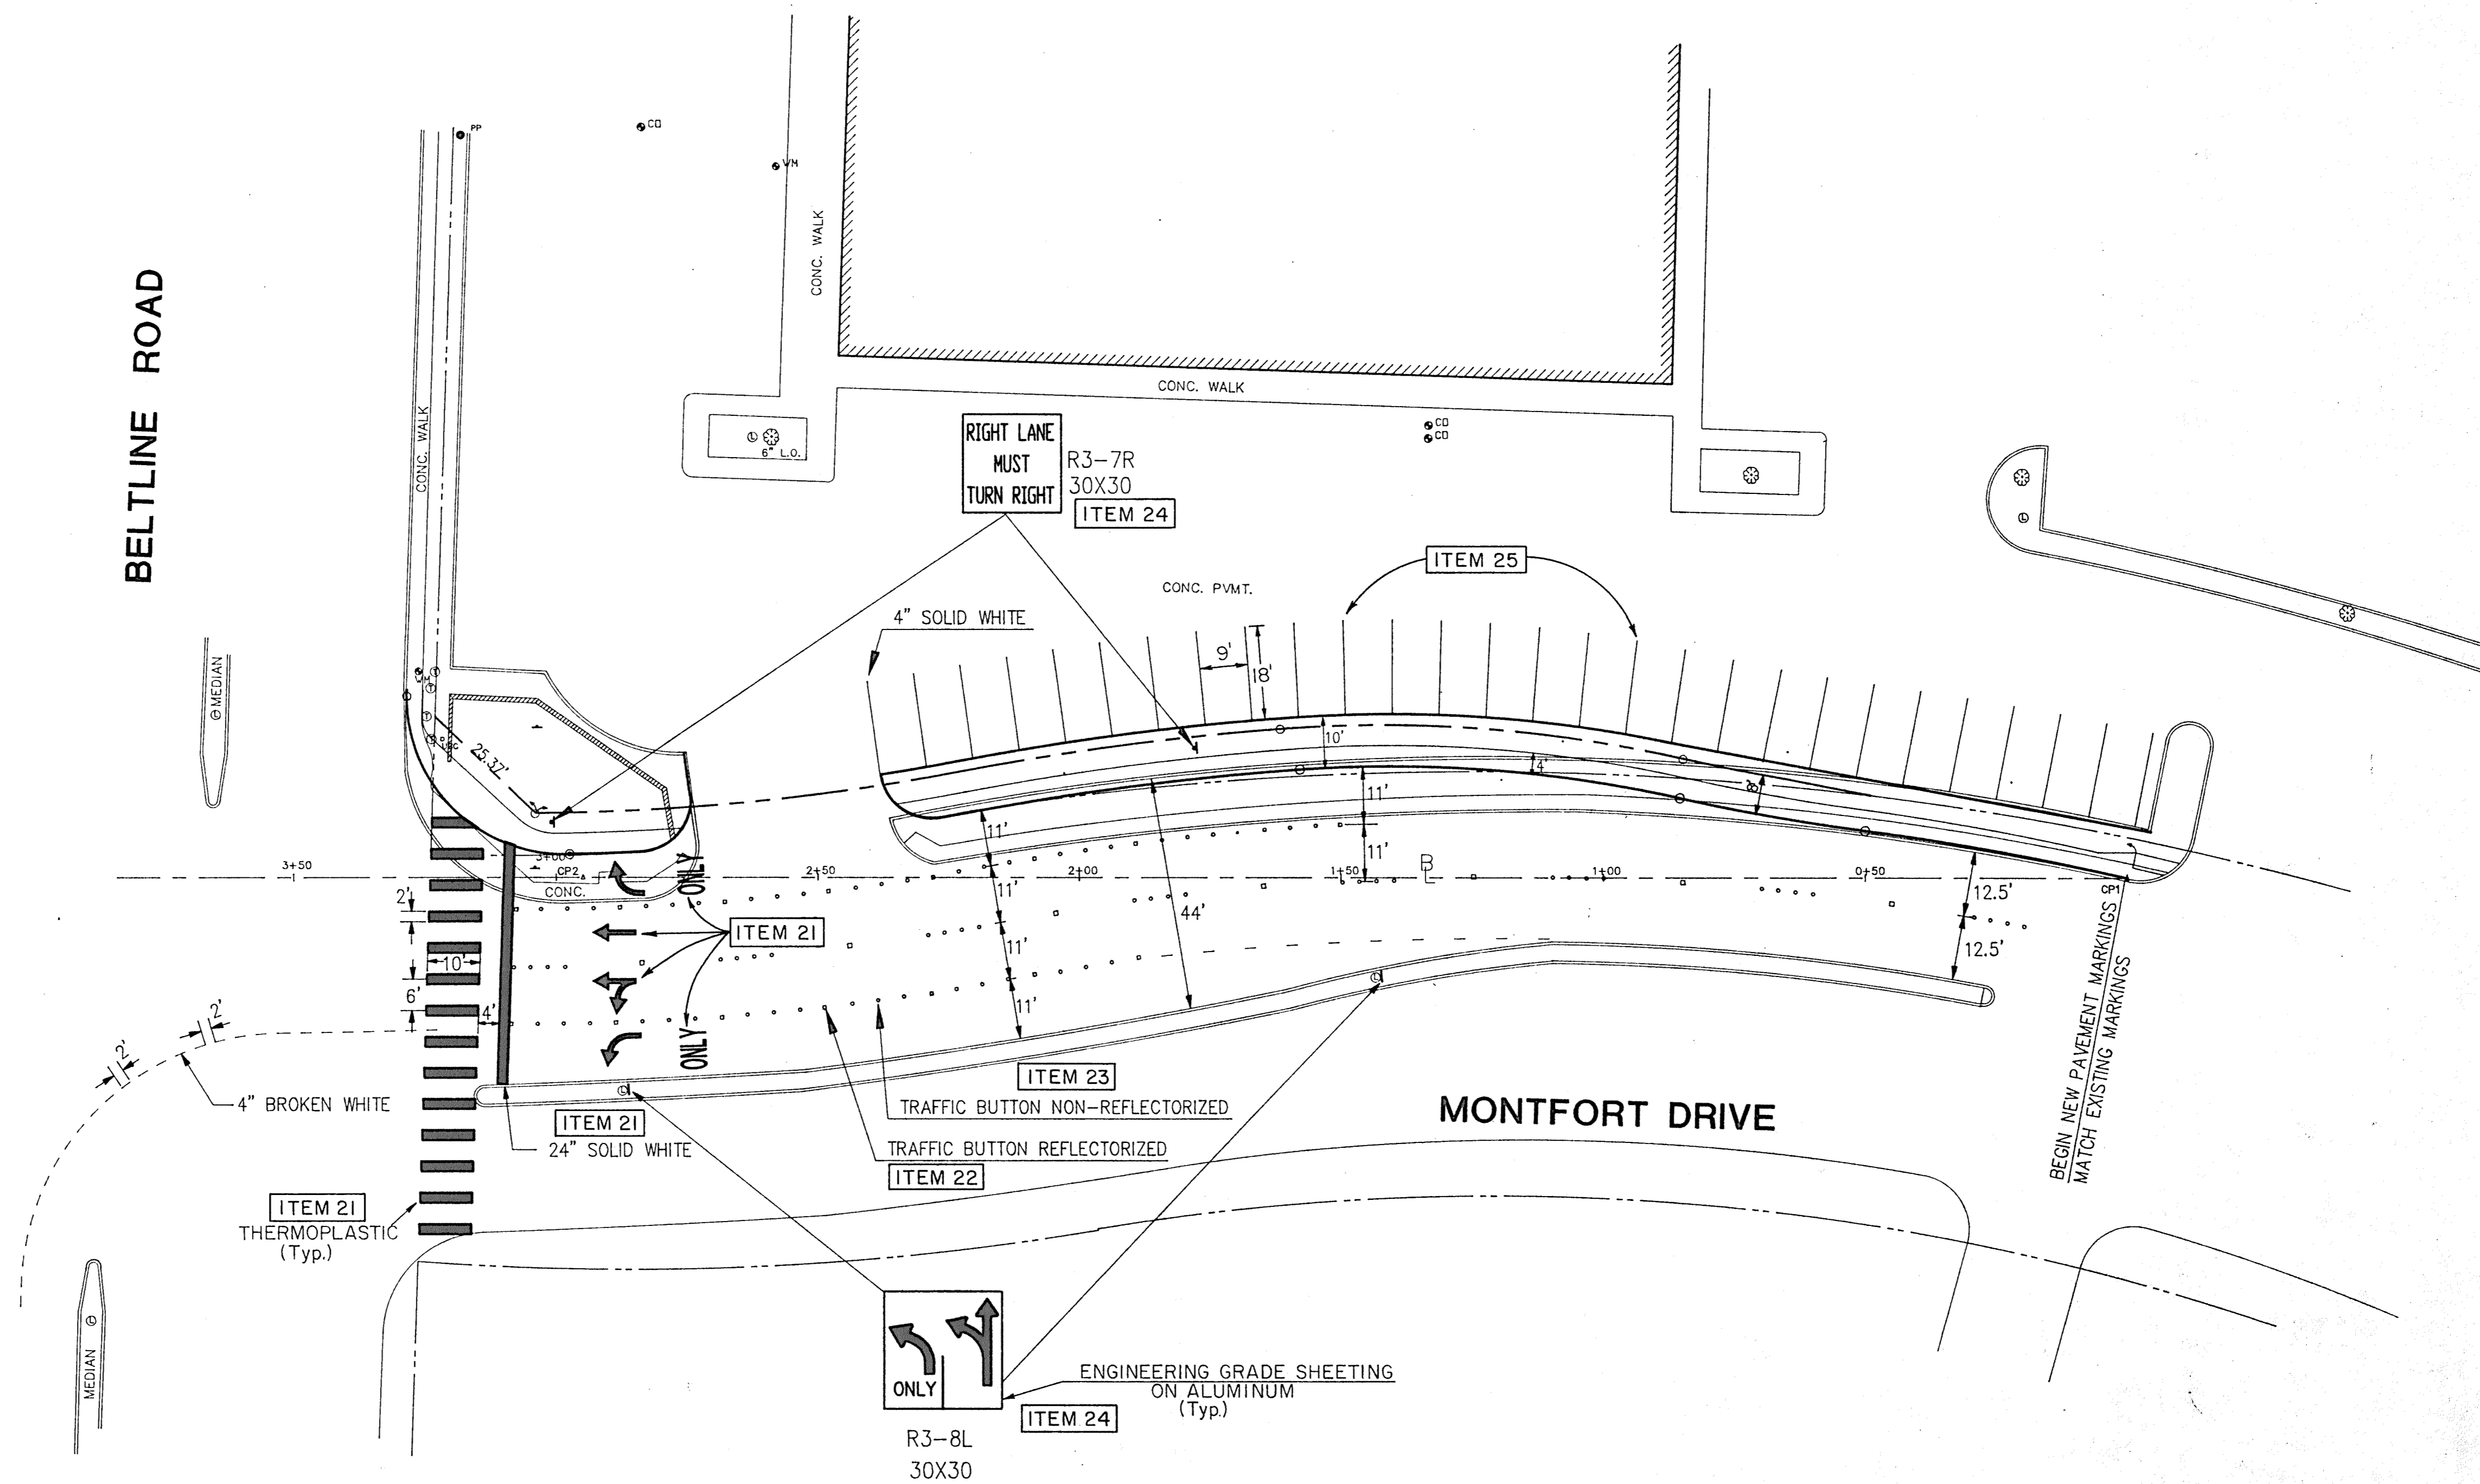 BELTLINE ROAD
PP
CO
WM
CONC. WALK
CONC. WALK
CONC. WALK
6" L.O.
CO
CO
RIGHT LANE
MUST
TURN RIGHT
R3-7R
30X30
ITEM 24
ITEM 25
CONC. PVMT.
4" SOLID WHITE
9'
18'
MEDIAN
25.37'
10'
4'
8'
11'
11'
11'
11'
11'
11'
44'
12.5'
12.5'
3+50
3+00
2+50
2+00
1+50
1+00
0+50
CP2
CP1
CONC.
ONLY
ITEM 21
2'
10'
6'
4'
2'
2'
ONLY
4" BROKEN WHITE
ITEM 21
24" SOLID WHITE
ITEM 23
TRAFFIC BUTTON NON-REFLECTORIZED
TRAFFIC BUTTON REFLECTORIZED
ITEM 22
MONTFORT DRIVE
BEGIN NEW PAVEMENT MARKINGS
MATCH EXISTING MARKINGS
ITEM 21
THERMOPLASTIC
(Typ.)
MEDIAN
ONLY
R3-8L
30X30
ENGINEERING GRADE SHEETING
ON ALUMINUM
(Typ.)
ITEM 24